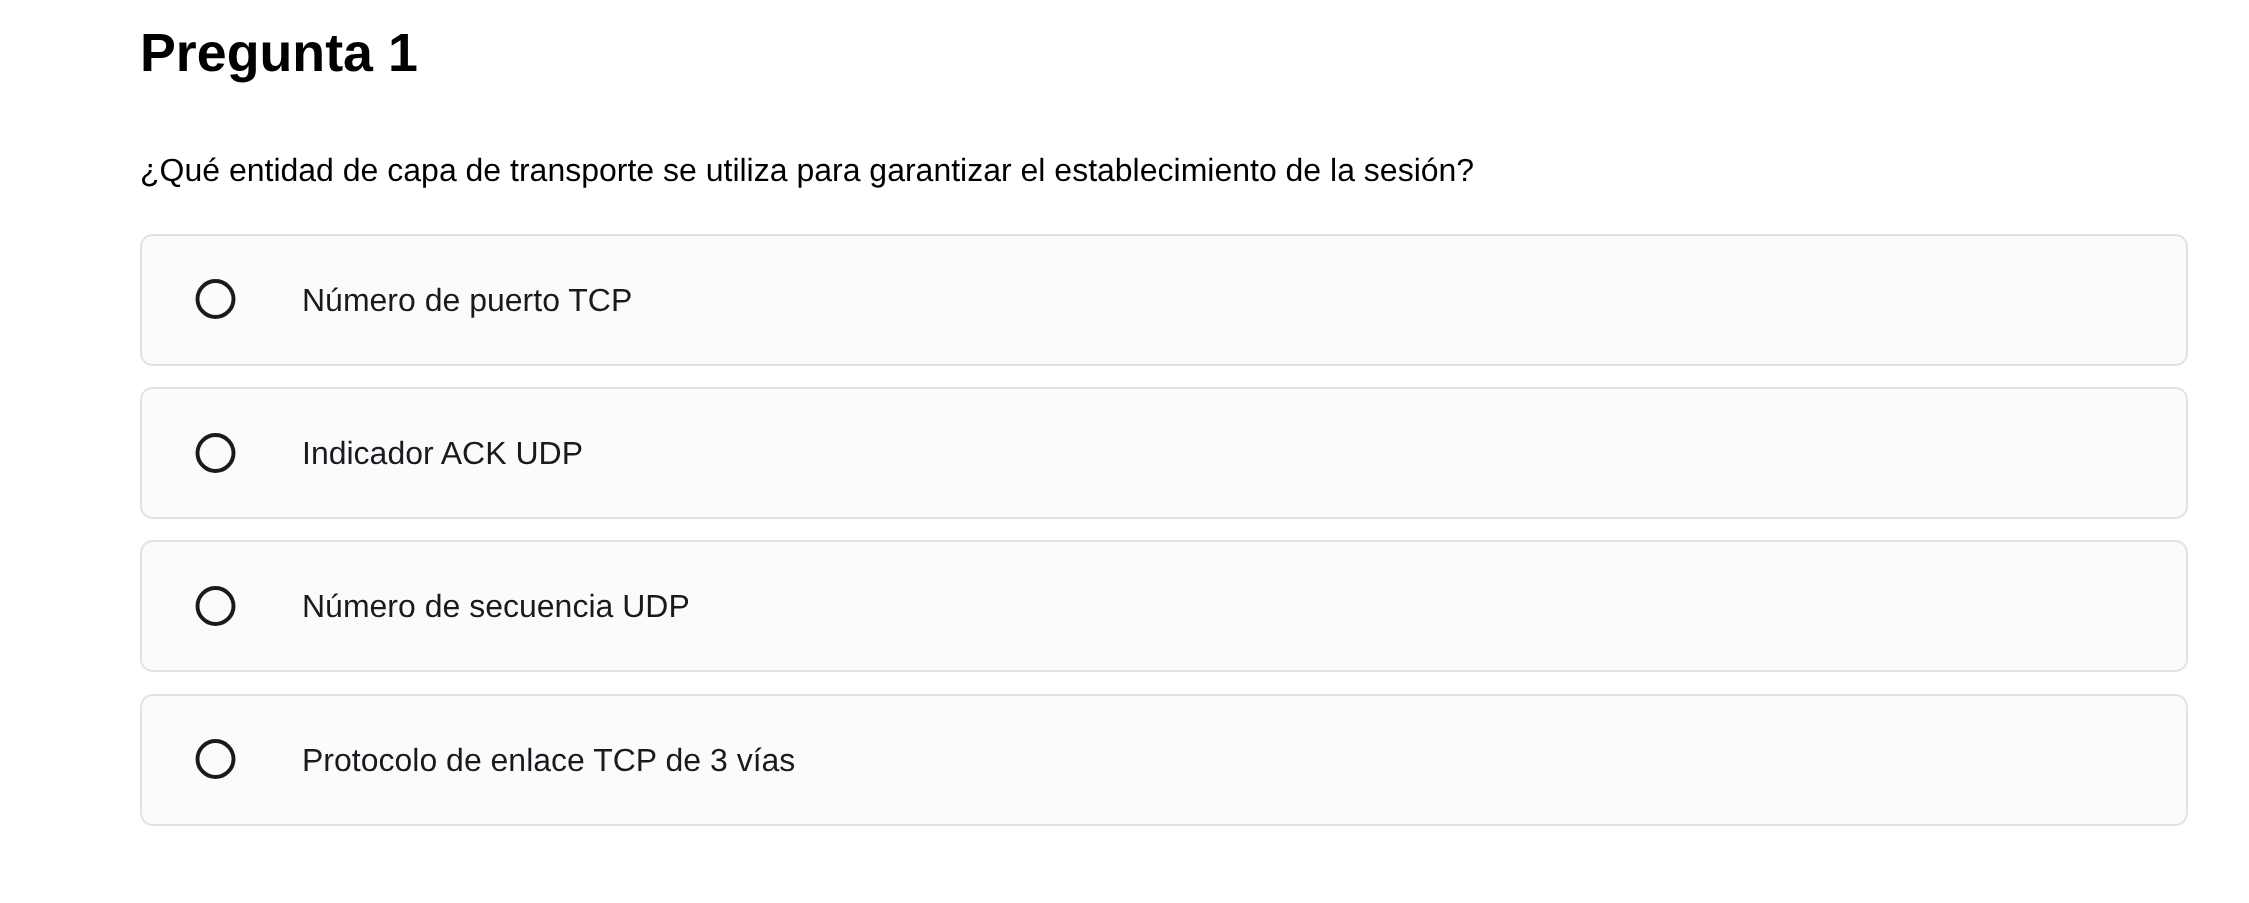 Pregunta 1
¿Qué entidad de capa de transporte se utiliza para garantizar el establecimiento de la sesión?
Número de puerto TCP
Indicador ACK UDP
Número de secuencia UDP
Protocolo de enlace TCP de 3 vías